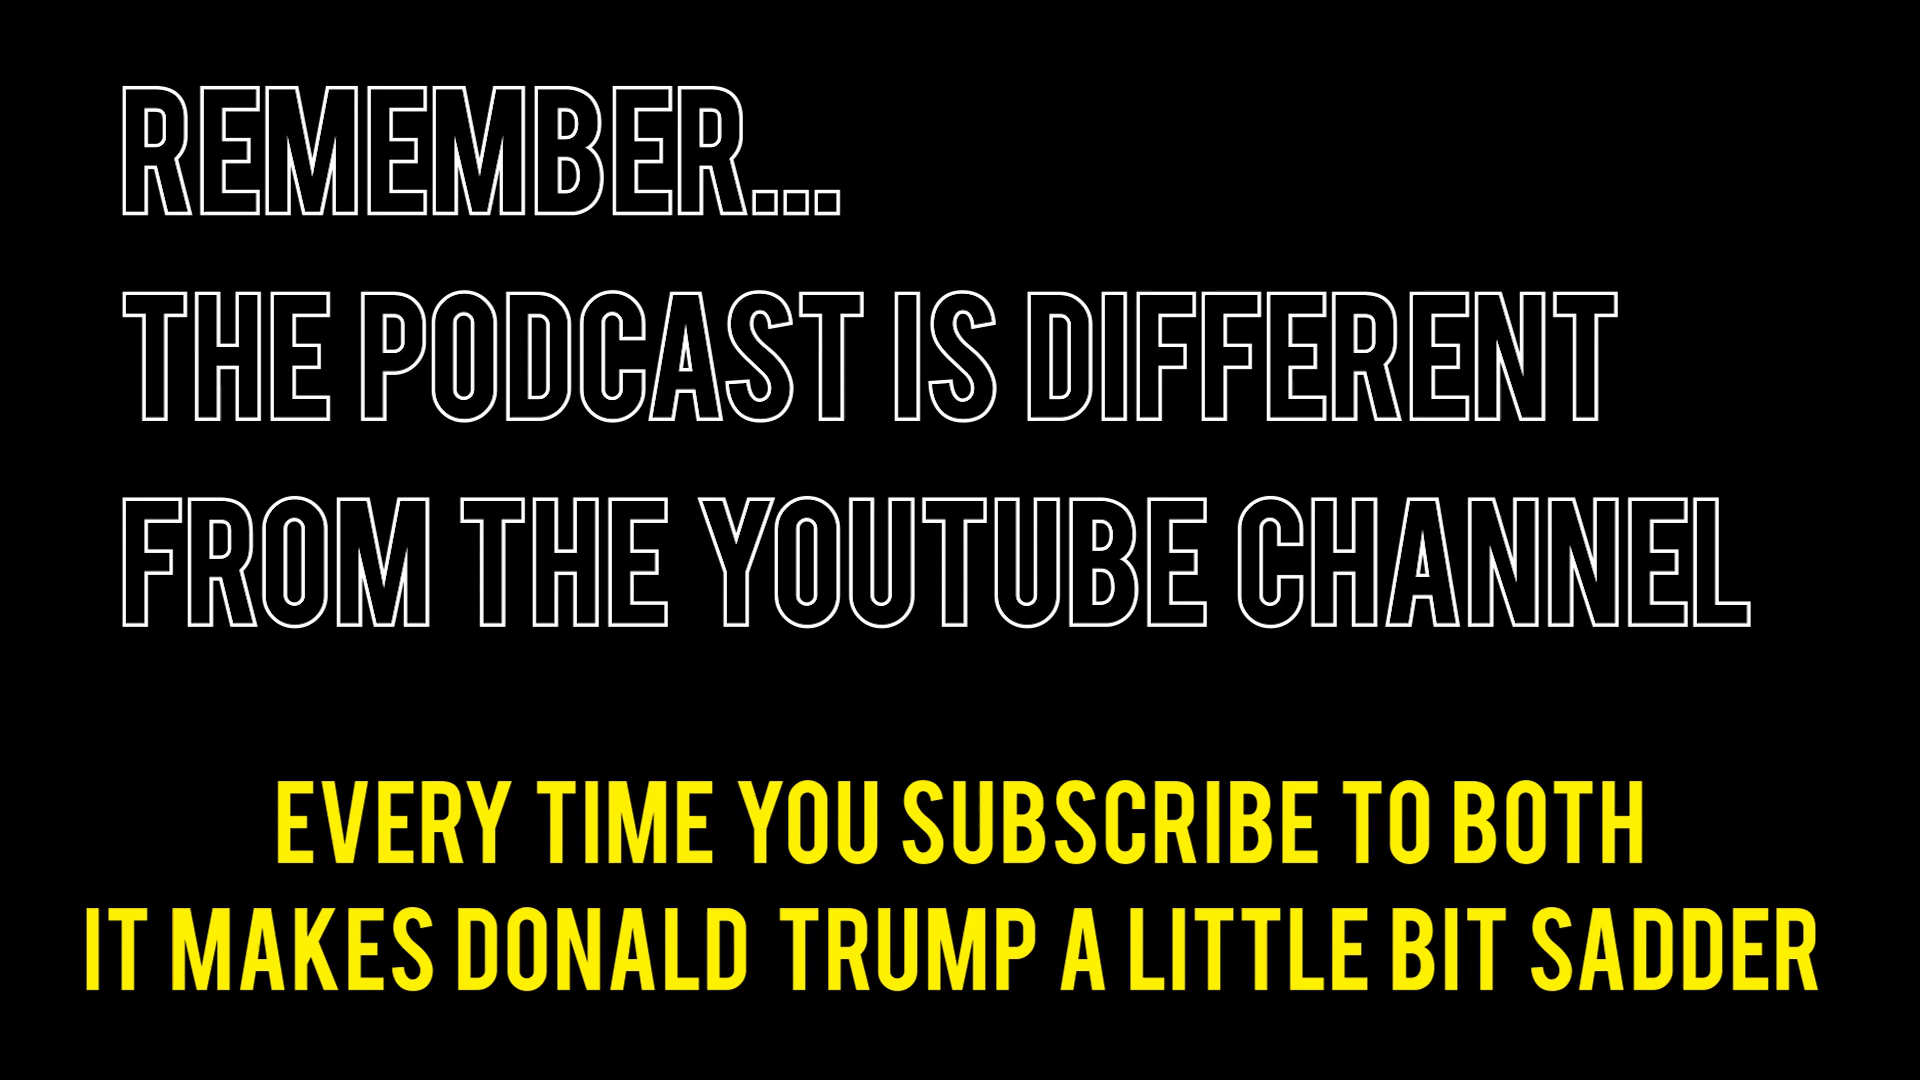 REMEMBER...
THE PODCAST IS DIFFERENT
FROM THE YOUTUBE CHANNEL
EVERY TIME YOU SUBSCRIBE TO BOTH
IT MAKES DONALD TRUMP A LITTLE BIT SADDER